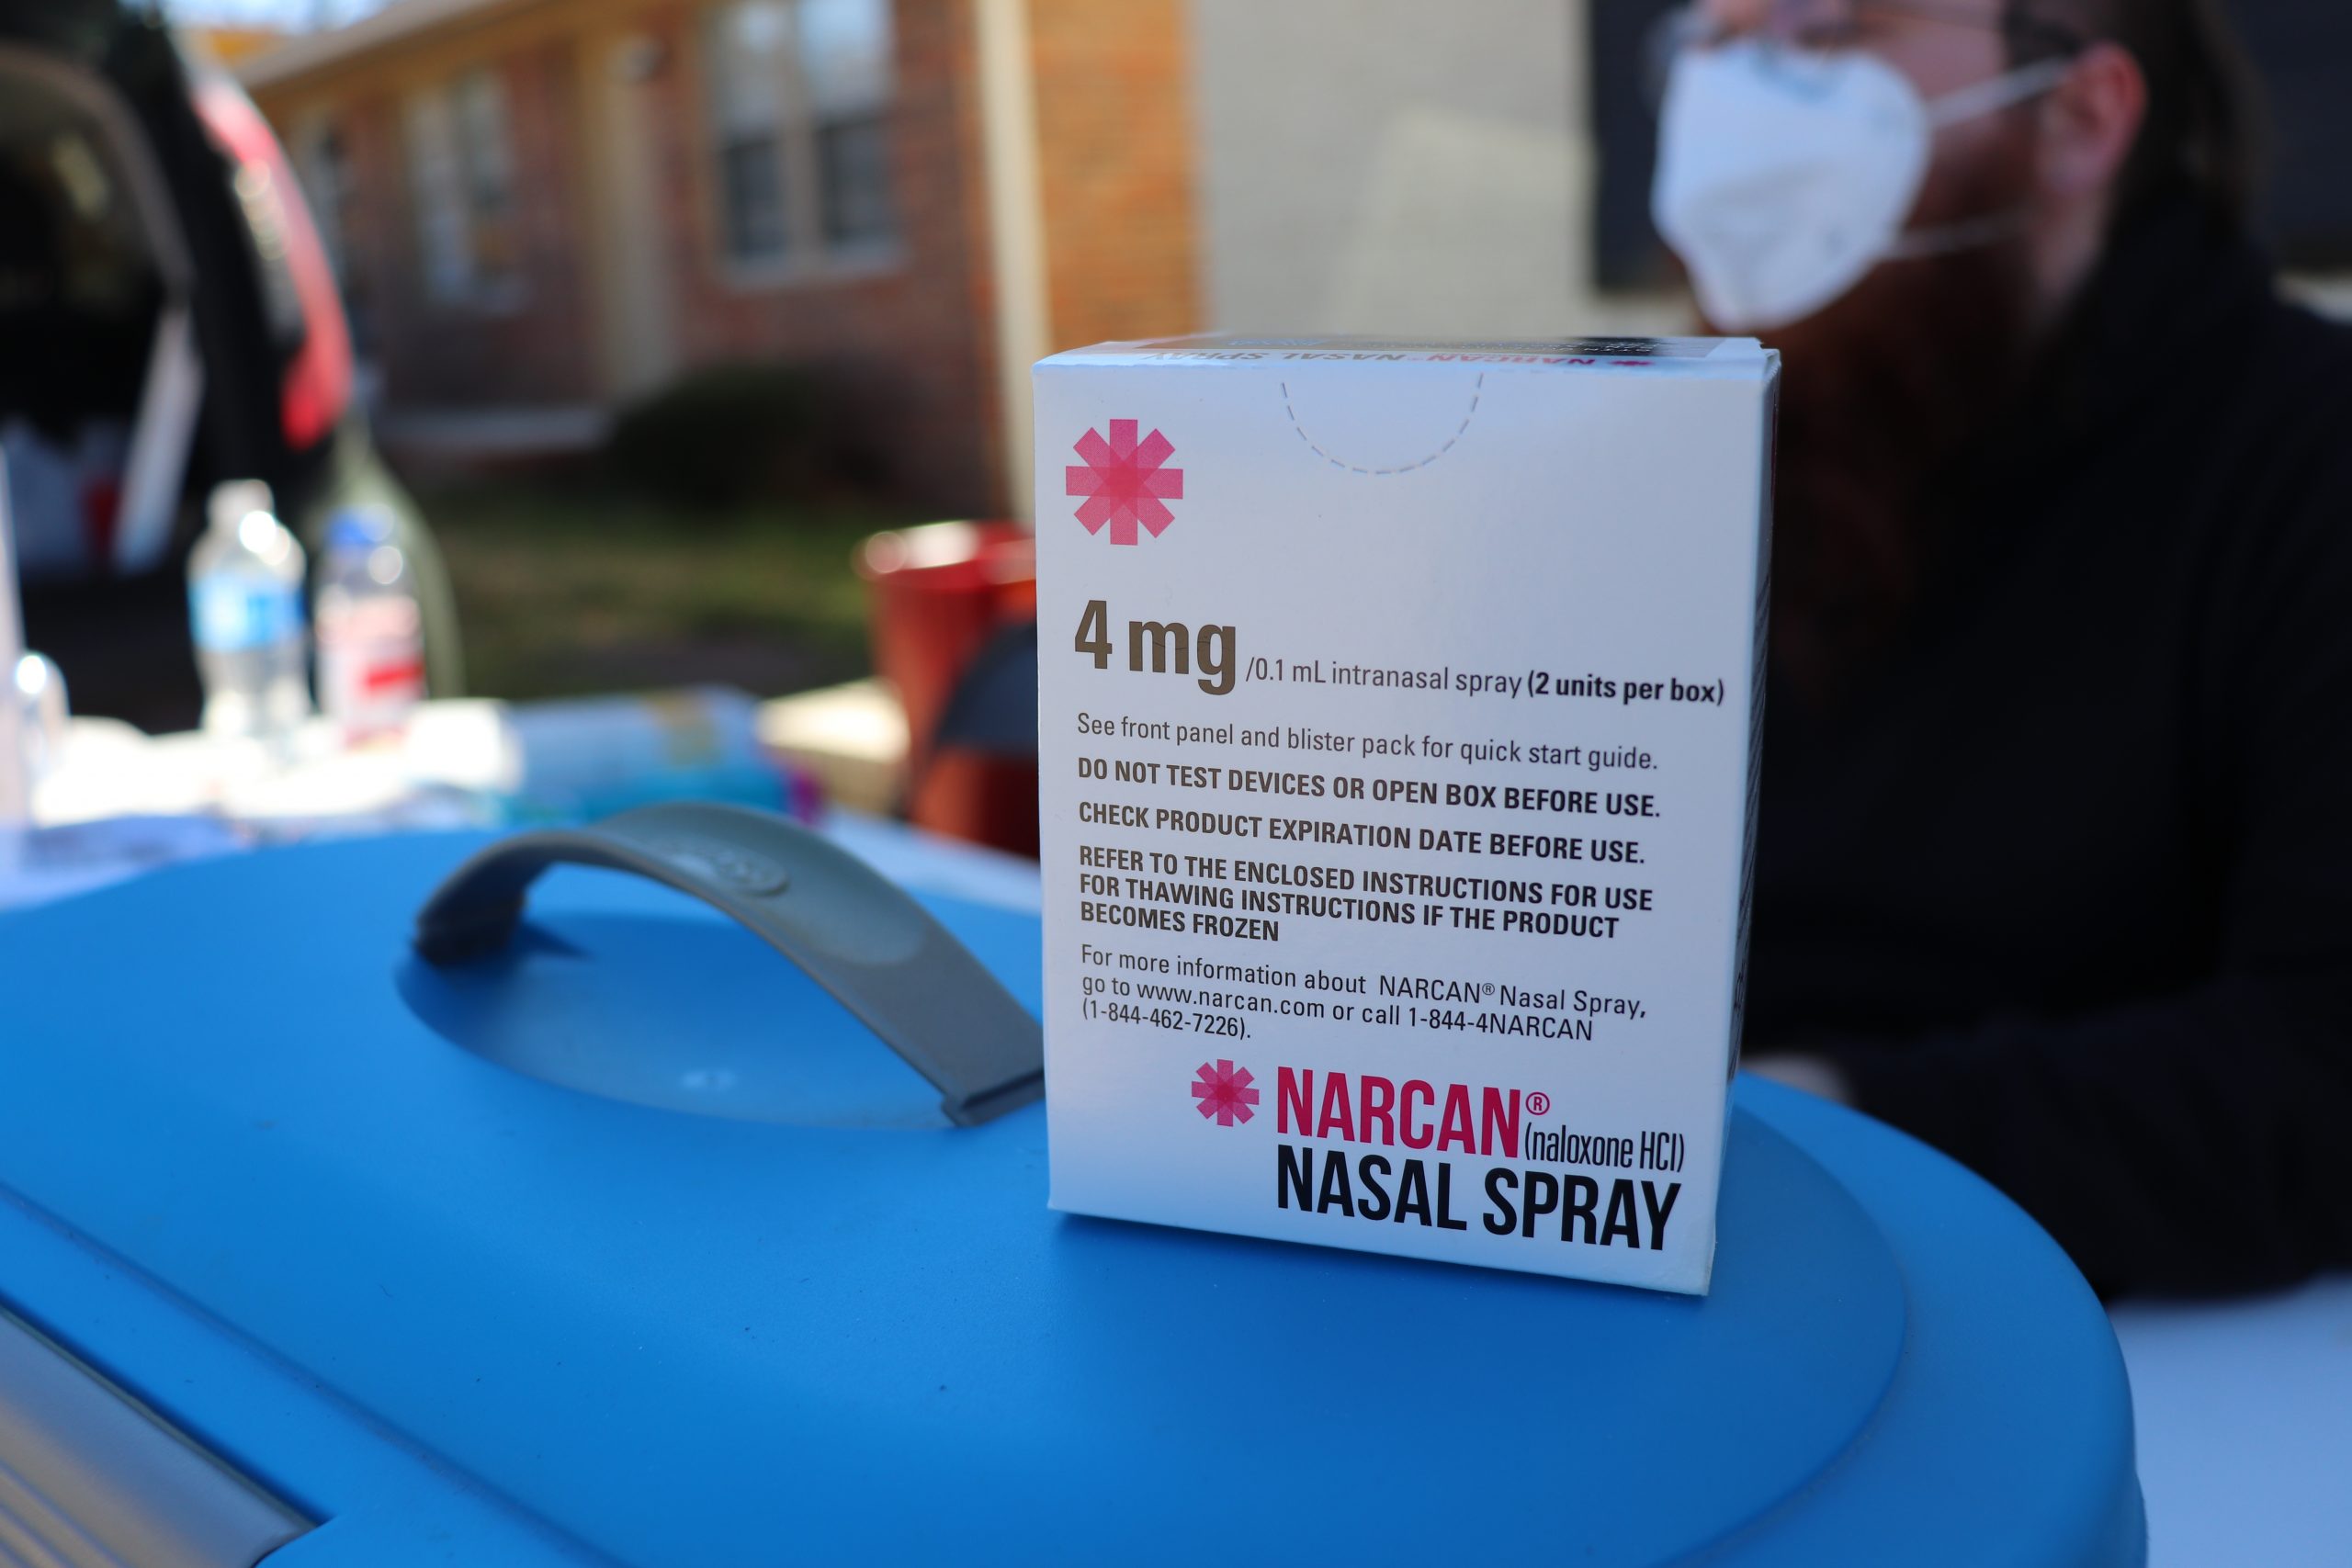 NARCAN® NASAL SPRAY
4 mg /0.1 mL intranasal spray (2 units per box)
See front panel and blister pack for quick start guide.
DO NOT TEST DEVICES OR OPEN BOX BEFORE USE.
CHECK PRODUCT EXPIRATION DATE BEFORE USE.
REFER TO THE ENCLOSED INSTRUCTIONS FOR USE
FOR THAWING INSTRUCTIONS IF THE PRODUCT
BECOMES FROZEN
For more information about NARCAN® Nasal Spray,
go to www.narcan.com or call 1-844-4NARCAN
(1-844-462-7226).
NARCAN®
(naloxone HCl)
NASAL SPRAY